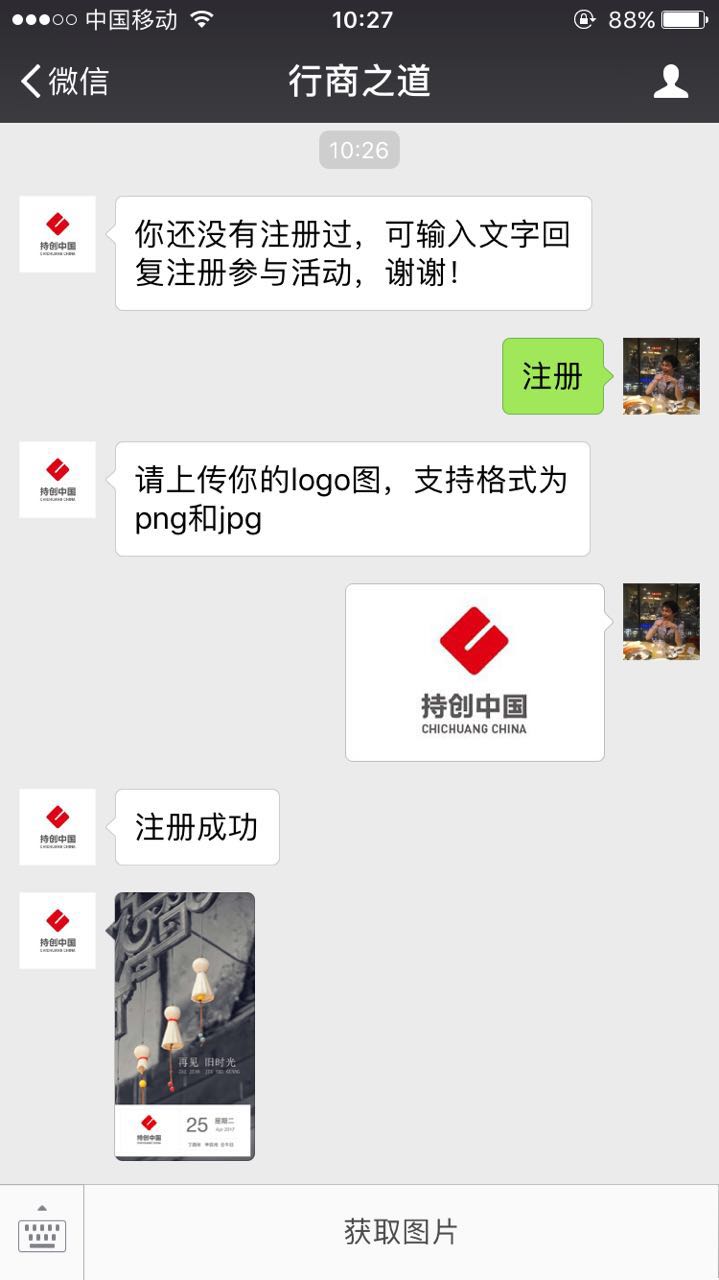 中国移动 10:27 88%
微信 行商之道
10:26
持创中国
CHICHUANG CHINA
你还没有注册过，可输入文字回
复注册参与活动，谢谢！
注册
持创中国
CHICHUANG CHINA
请上传你的logo图，支持格式为
png和jpg
持创中国
CHICHUANG CHINA
持创中国
CHICHUANG CHINA
注册成功
持创中国
CHICHUANG CHINA
再见 旧时光
持创中国
25 星期二
Apr 2017
获取图片